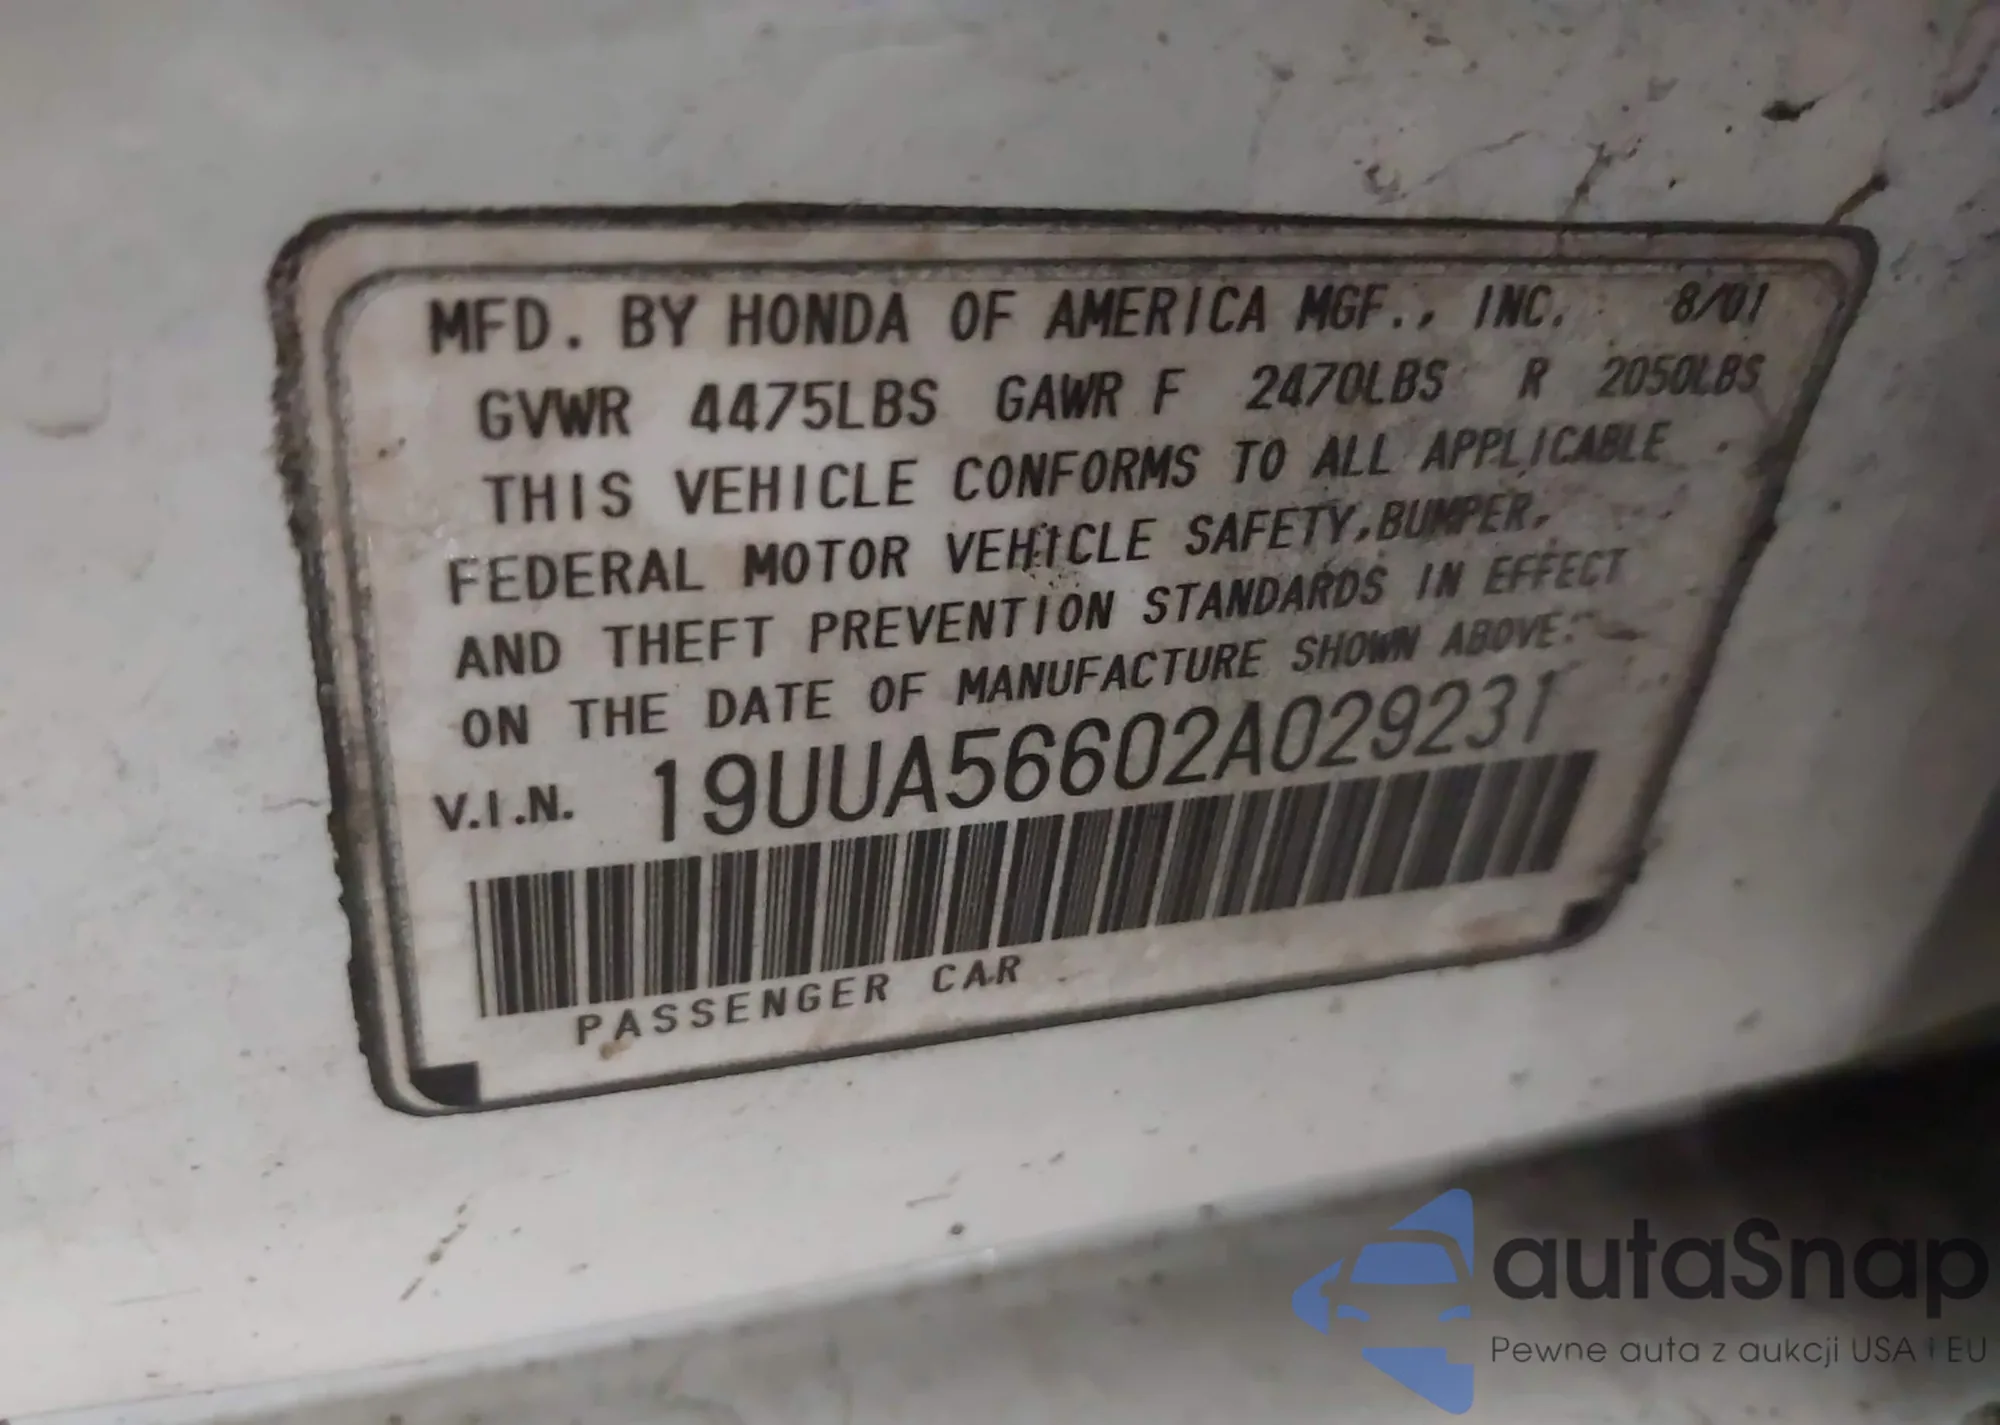 MFD. BY HONDA OF AMERICA MGF., INC. 8/01
GVWR 4475LBS GAWR F 2470LBS R 2050LBS
THIS VEHICLE CONFORMS TO ALL APPLICABLE
FEDERAL MOTOR VEHICLE SAFETY,BUMPER,
AND THEFT PREVENTION STANDARDS IN EFFECT
ON THE DATE OF MANUFACTURE SHOWN ABOVE.
V.I.N. 19UUA56602A029231
PASSENGER CAR
autaSnap
Pewne auta z aukcji USA i EU